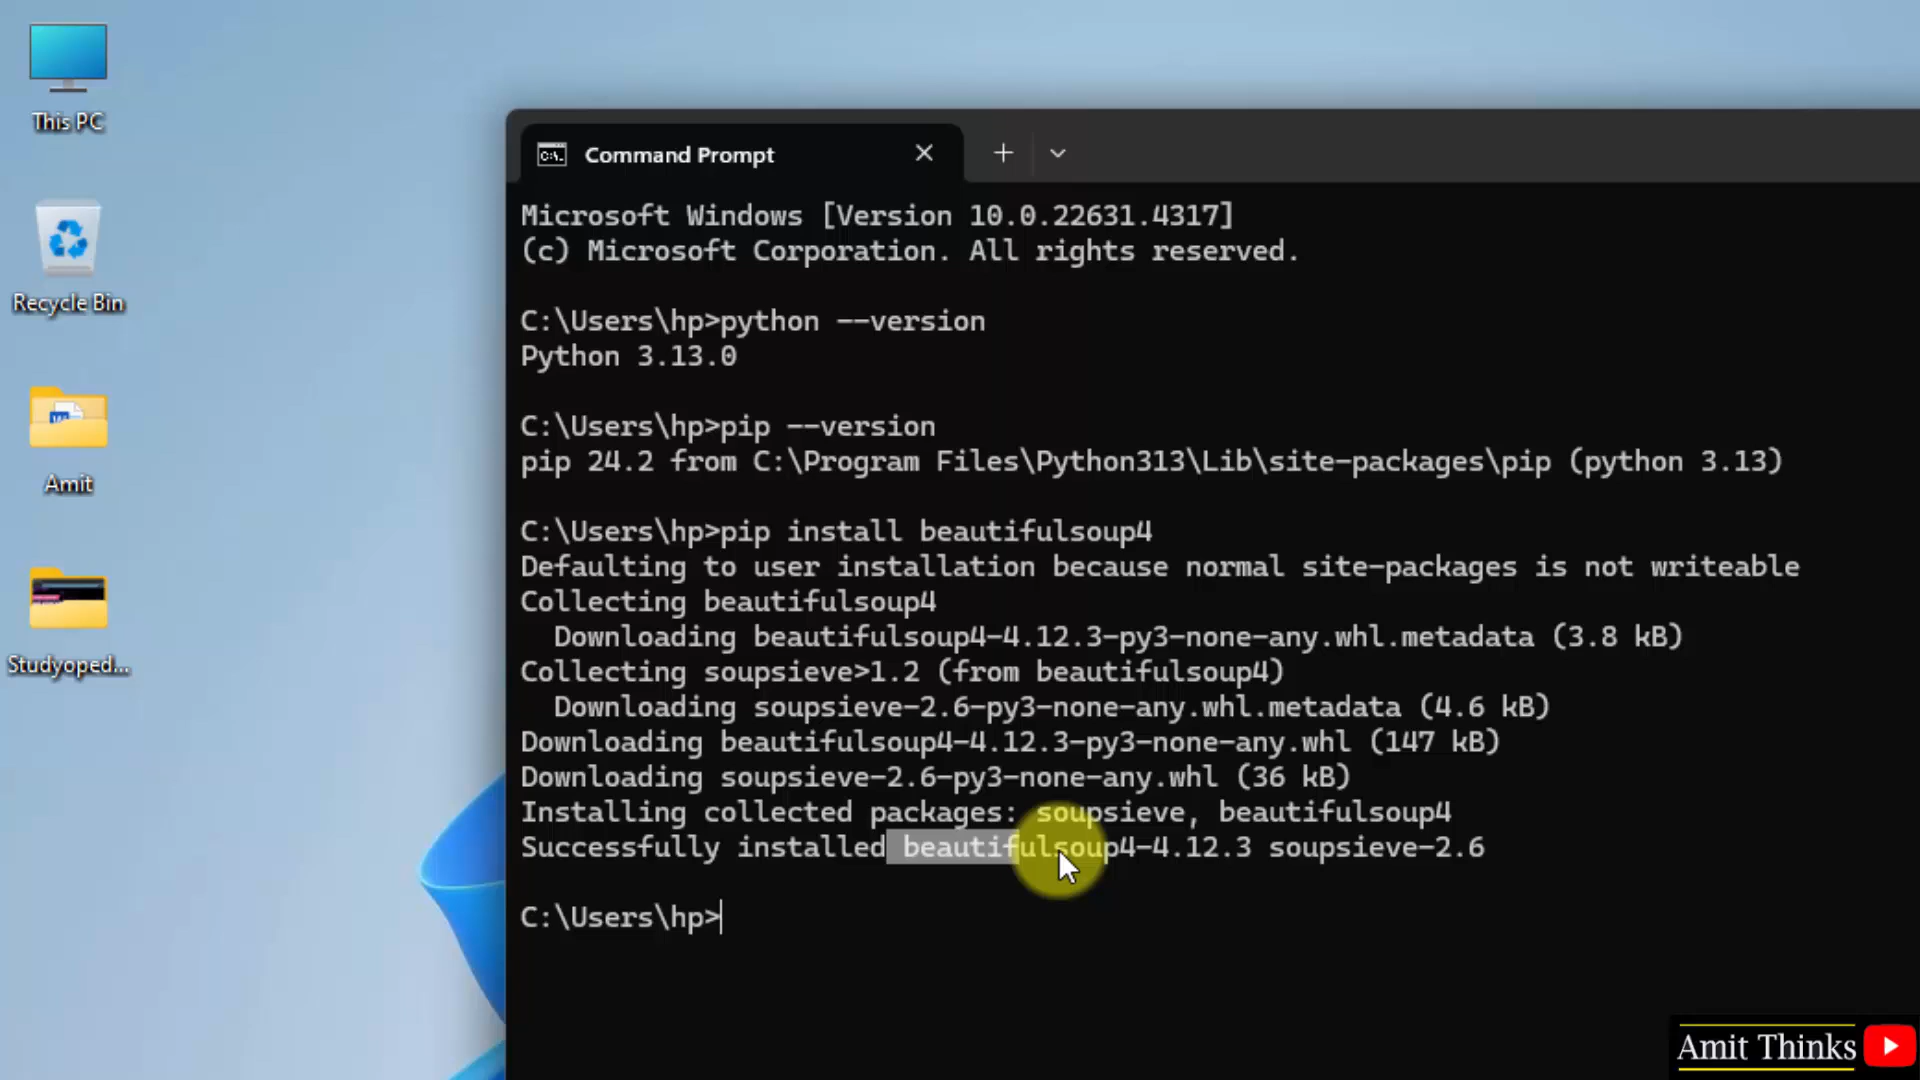 This PC
Recycle Bin
Amit
Studyoped...
Command Prompt
Microsoft Windows [Version 10.0.22631.4317]
(c) Microsoft Corporation. All rights reserved.
C:\Users\hp>python --version
Python 3.13.0
C:\Users\hp>pip --version
pip 24.2 from C:\Program Files\Python313\Lib\site-packages\pip (python 3.13)
C:\Users\hp>pip install beautifulsoup4
Defaulting to user installation because normal site-packages is not writeable
Collecting beautifulsoup4
  Downloading beautifulsoup4-4.12.3-py3-none-any.whl.metadata (3.8 kB)
Collecting soupsieve>1.2 (from beautifulsoup4)
  Downloading soupsieve-2.6-py3-none-any.whl.metadata (4.6 kB)
Downloading beautifulsoup4-4.12.3-py3-none-any.whl (147 kB)
Downloading soupsieve-2.6-py3-none-any.whl (36 kB)
Installing collected packages: soupsieve, beautifulsoup4
Successfully installed beautifulsoup4-4.12.3 soupsieve-2.6
C:\Users\hp>
Amit Thinks